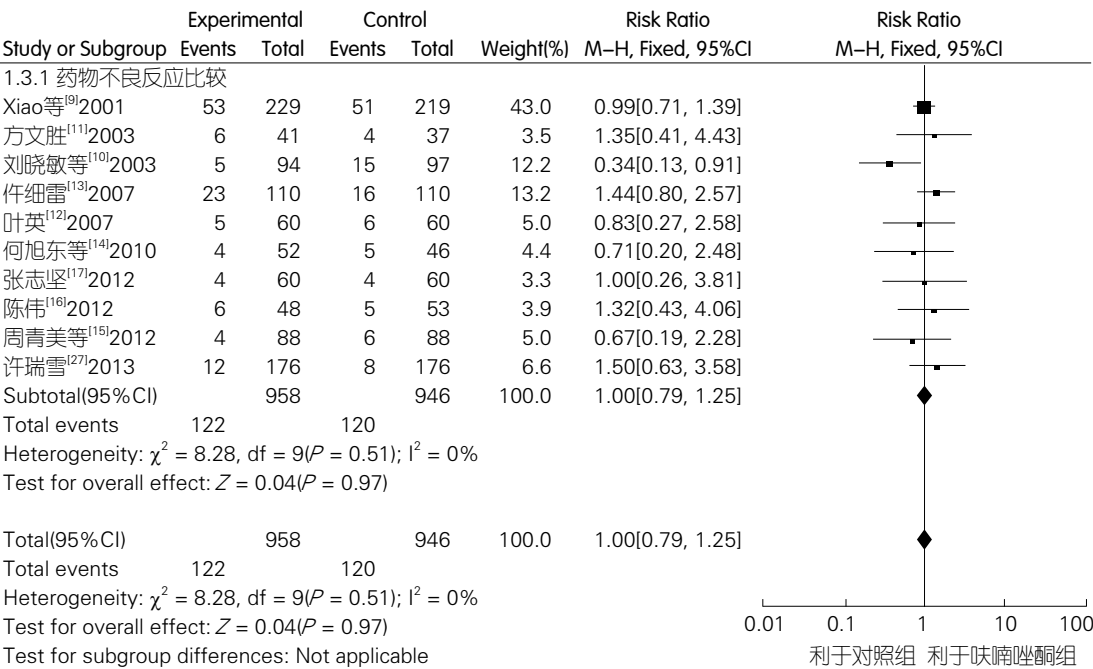 Experimental Control Risk Ratio Risk Ratio
Study or Subgroup Events Total Events Total Weight(%) M–H, Fixed, 95%CI M–H, Fixed, 95%CI
1.3.1 药物不良反应比较
Xiao等[9]2001 53 229 51 219 43.0 0.99[0.71, 1.39]
方文胜[11]2003 6 41 4 37 3.5 1.35[0.41, 4.43]
刘晓敏等[10]2003 5 94 15 97 12.2 0.34[0.13, 0.91]
仵细雷[13]2007 23 110 16 110 13.2 1.44[0.80, 2.57]
叶英[12]2007 5 60 6 60 5.0 0.83[0.27, 2.58]
何旭东等[14]2010 4 52 5 46 4.4 0.71[0.20, 2.48]
张志坚[17]2012 4 60 4 60 3.3 1.00[0.26, 3.81]
陈伟[16]2012 6 48 5 53 3.9 1.32[0.43, 4.06]
周青美等[15]2012 4 88 6 88 5.0 0.67[0.19, 2.28]
许瑞雪[27]2013 12 176 8 176 6.6 1.50[0.63, 3.58]
Subtotal(95%CI) 958 946 100.0 1.00[0.79, 1.25]
Total events 122 120
Heterogeneity: χ² = 8.28, df = 9(P = 0.51); I² = 0%
Test for overall effect: Z = 0.04(P = 0.97)
Total(95%CI) 958 946 100.0 1.00[0.79, 1.25]
Total events 122 120
Heterogeneity: χ² = 8.28, df = 9(P = 0.51); I² = 0%
Test for overall effect: Z = 0.04(P = 0.97) 0.01 0.1 1 10 100
Test for subgroup differences: Not applicable 利于对照组 利于呋喃唑酮组